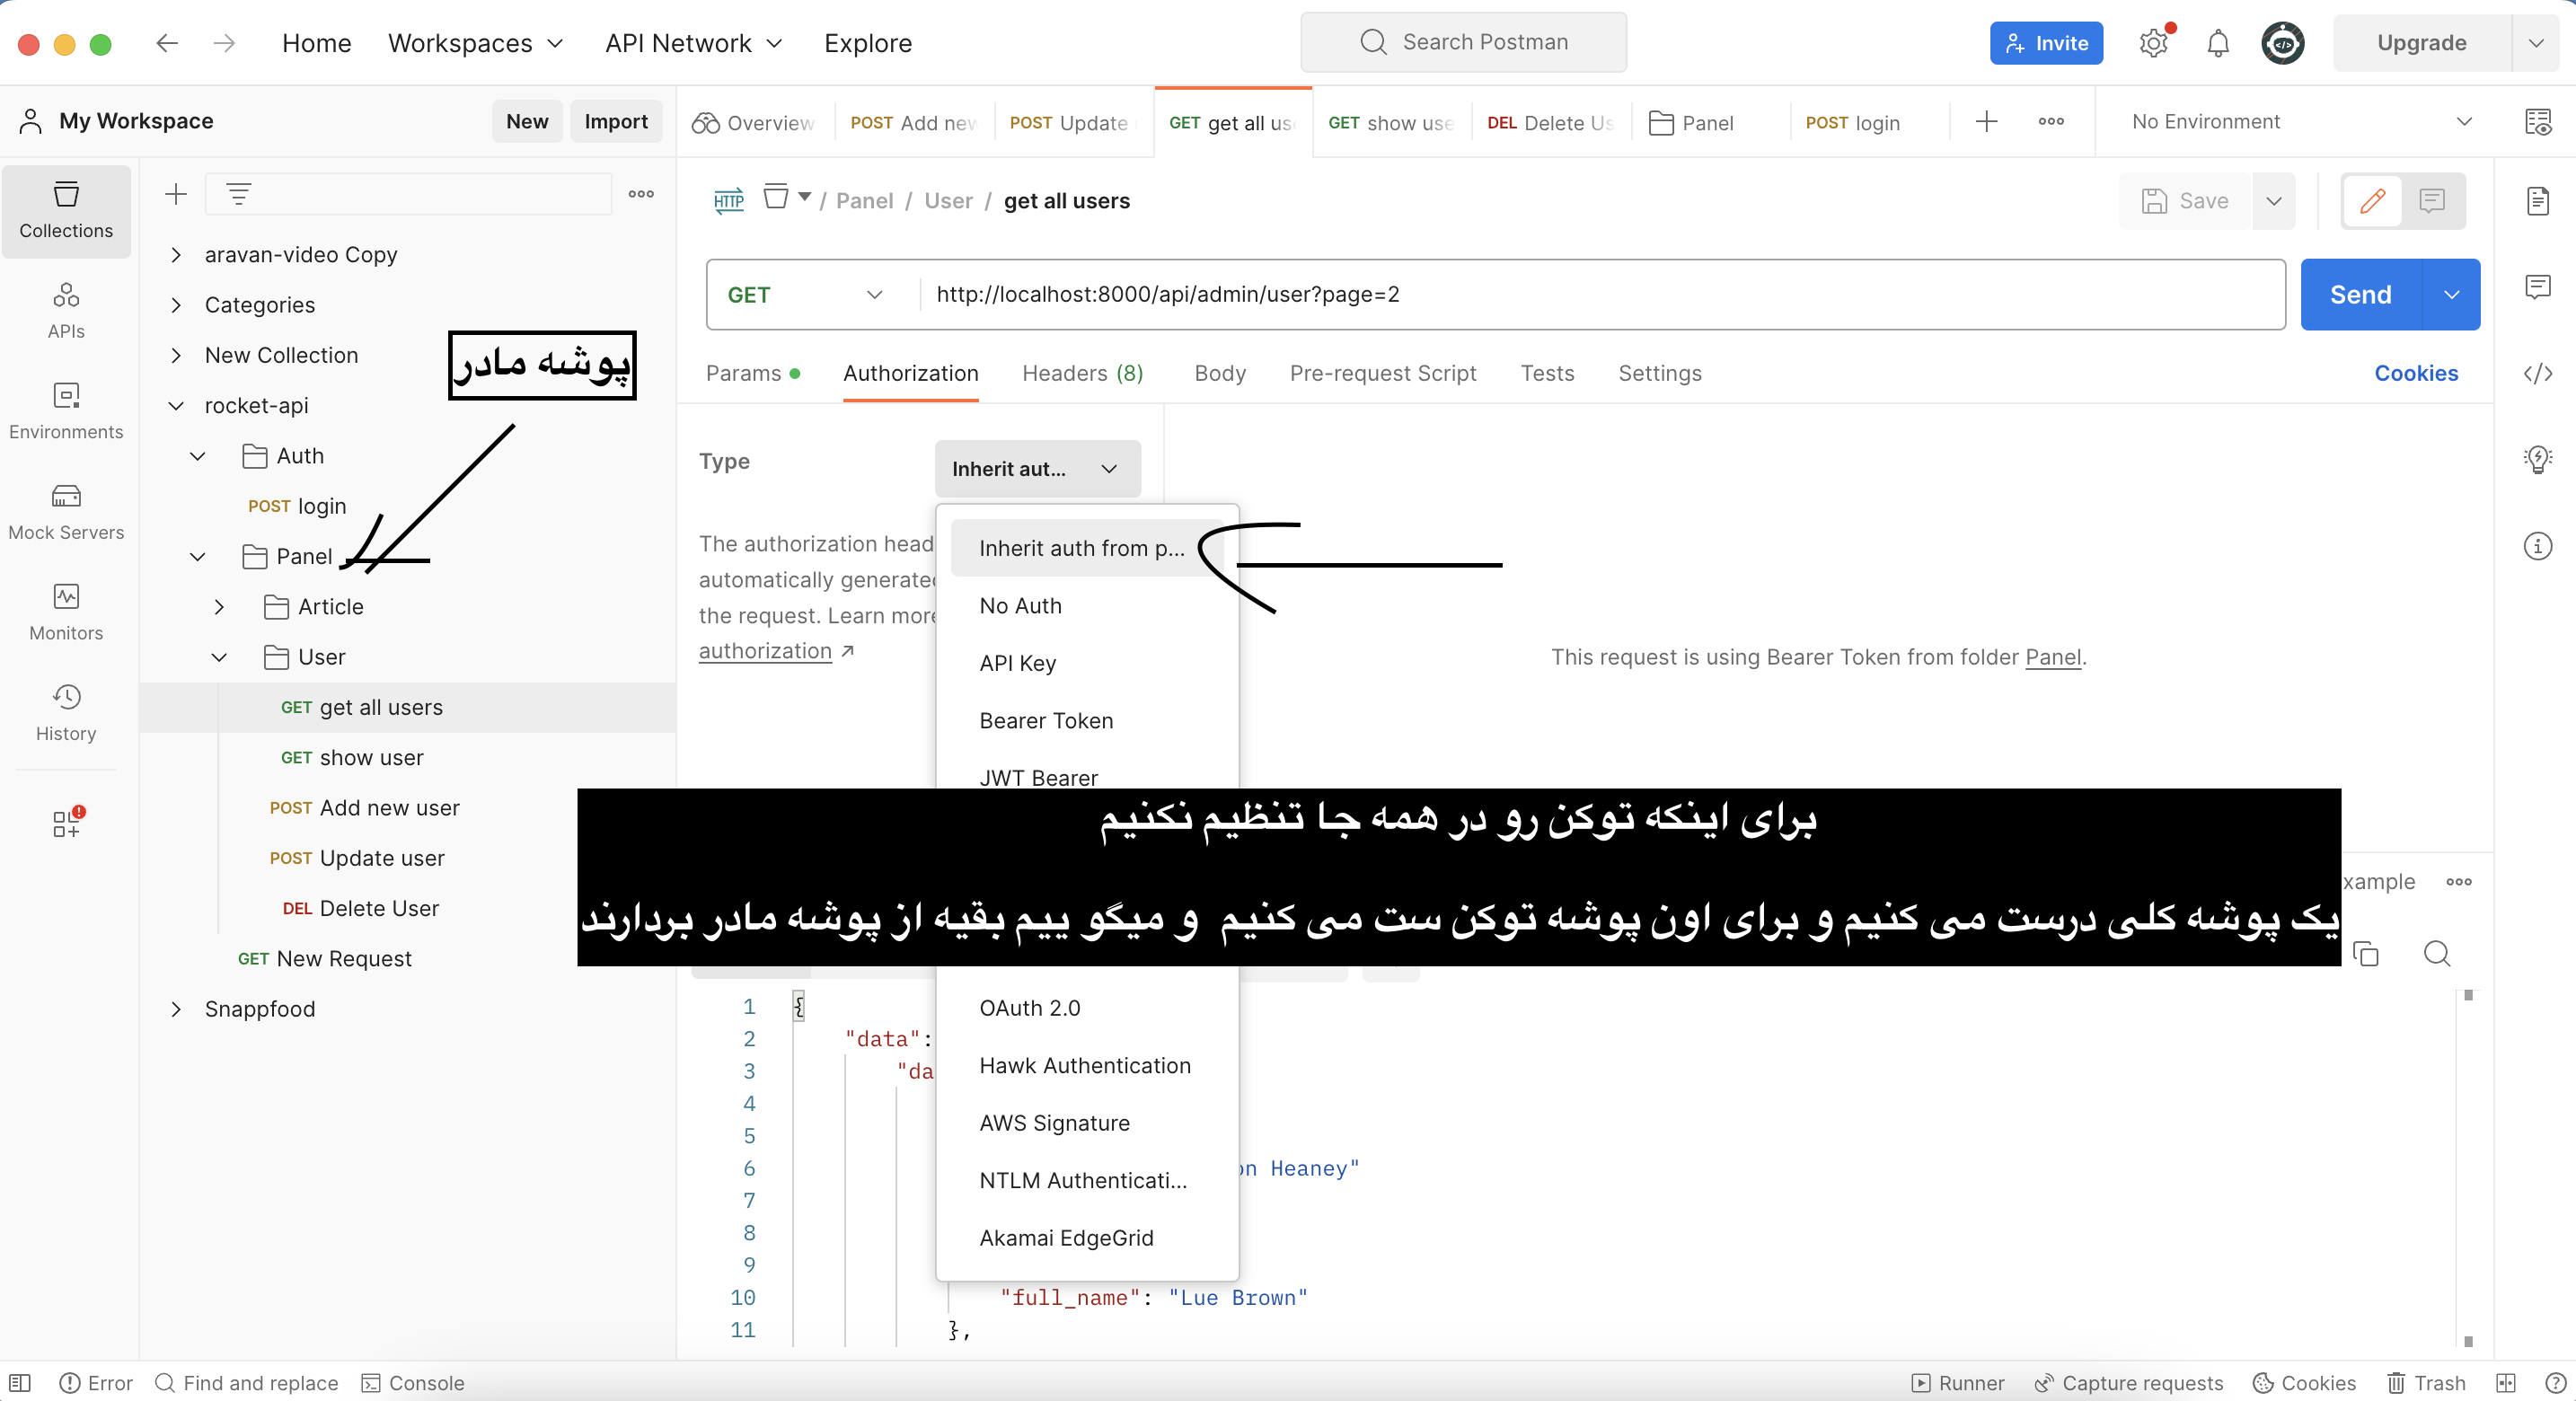 Home
Workspaces
API Network
Explore
Search Postman
Invite
Upgrade
My Workspace
New
Import
Overview
POST Add new
POST Update
GET get all use
GET show use
DEL Delete Us
Panel
POST login
No Environment
Collections
APIs
Environments
Mock Servers
Monitors
History
aravan-video Copy
Categories
New Collection
rocket-api
Auth
POST login
Panel
Article
User
GET get all users
GET show user
POST Add new user
POST Update user
DEL Delete User
GET New Request
Snappfood
پوشه مادر
HTTP
/ Panel / User / get all users
Save
GET
http://localhost:8000/api/admin/user?page=2
Send
Params
Authorization
Headers (8)
Body
Pre-request Script
Tests
Settings
Cookies
Type
Inherit aut...
The authorization head
automatically generated
the request. Learn more
authorization
Inherit auth from p...
No Auth
API Key
Bearer Token
JWT Bearer
This request is using Bearer Token from folder Panel.
برای اینکه توکن رو در همه جا تنظیم نکنیم
یک پوشه کلی درست می کنیم و برای اون پوشه توکن ست می کنیم و میگو ییم بقیه از پوشه مادر بردارند
xample
OAuth 2.0
Hawk Authentication
AWS Signature
NTLM Authenticati...
Akamai EdgeGrid
1 {
2 "data":
3 "da
4
5
6 on Heaney"
7
8
9
10 "full_name": "Lue Brown"
11 },
Error
Find and replace
Console
Runner
Capture requests
Cookies
Trash